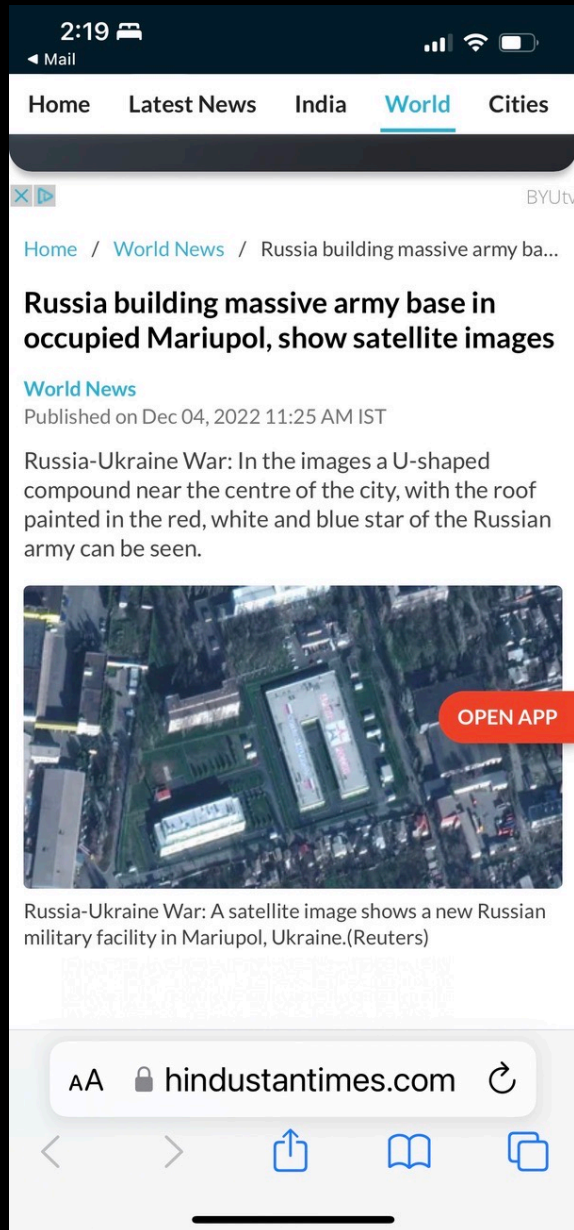 2:19
◀ Mail
Home Latest News India World Cities
BYUtv
Home / World News / Russia building massive army ba...
Russia building massive army base in
occupied Mariupol, show satellite images
World News
Published on Dec 04, 2022 11:25 AM IST
Russia-Ukraine War: In the images a U-shaped
compound near the centre of the city, with the roof
painted in the red, white and blue star of the Russian
army can be seen.
OPEN APP
Russia-Ukraine War: A satellite image shows a new Russian
military facility in Mariupol, Ukraine.(Reuters)
AA hindustantimes.com